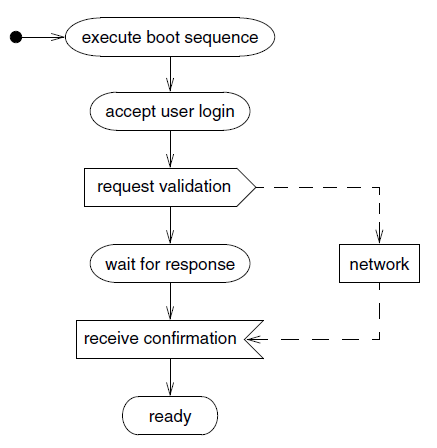 execute boot sequence
accept user login
request validation
wait for response
network
receive confirmation
ready